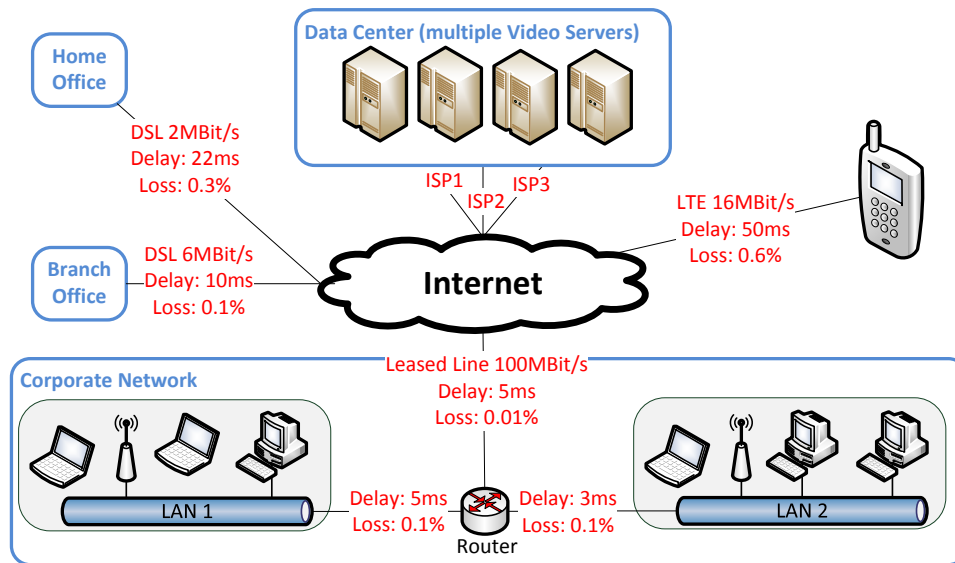 Data Center (multiple Video Servers)
Home
Office
DSL 2MBit/s
Delay: 22ms
Loss: 0.3%
ISP1
ISP2
ISP3
LTE 16MBit/s
Delay: 50ms
Loss: 0.6%
Branch
Office
DSL 6MBit/s
Delay: 10ms
Loss: 0.1%
Internet
Leased Line 100MBit/s
Delay: 5ms
Loss: 0.01%
Corporate Network
LAN 1
Delay: 5ms
Loss: 0.1%
Router
Delay: 3ms
Loss: 0.1%
LAN 2